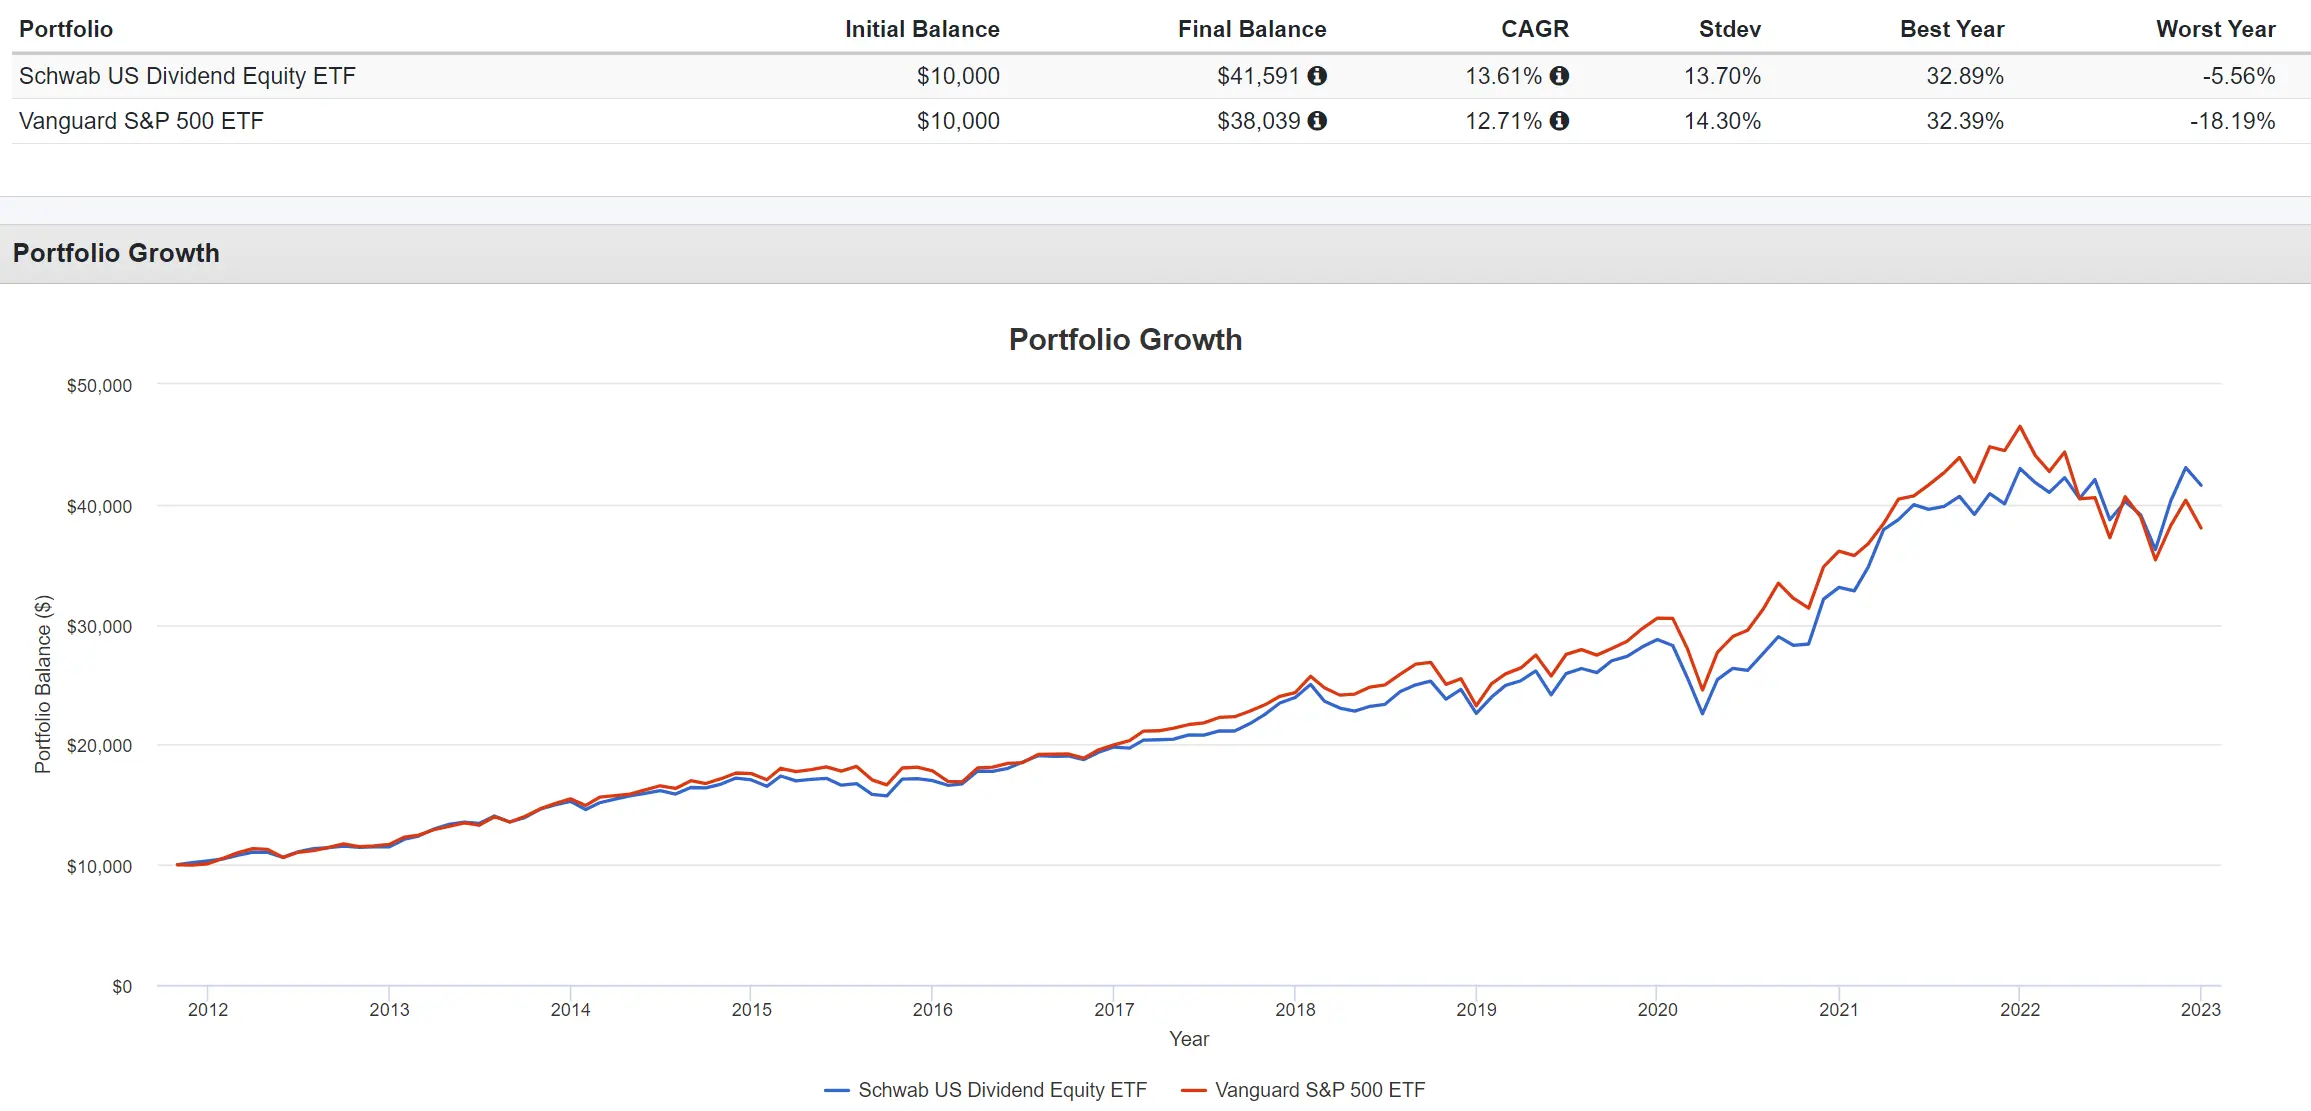 Portfolio Initial Balance Final Balance CAGR Stdev Best Year Worst Year
Schwab US Dividend Equity ETF $10,000 $41,591 13.61% 13.70% 32.89% -5.56%
Vanguard S&P 500 ETF $10,000 $38,039 12.71% 14.30% 32.39% -18.19%
Portfolio Growth
Portfolio Growth
Portfolio Balance ($)
$50,000
$40,000
$30,000
$20,000
$10,000
$0
2012 2013 2014 2015 2016 2017 2018 2019 2020 2021 2022 2023
Year
Schwab US Dividend Equity ETF Vanguard S&P 500 ETF